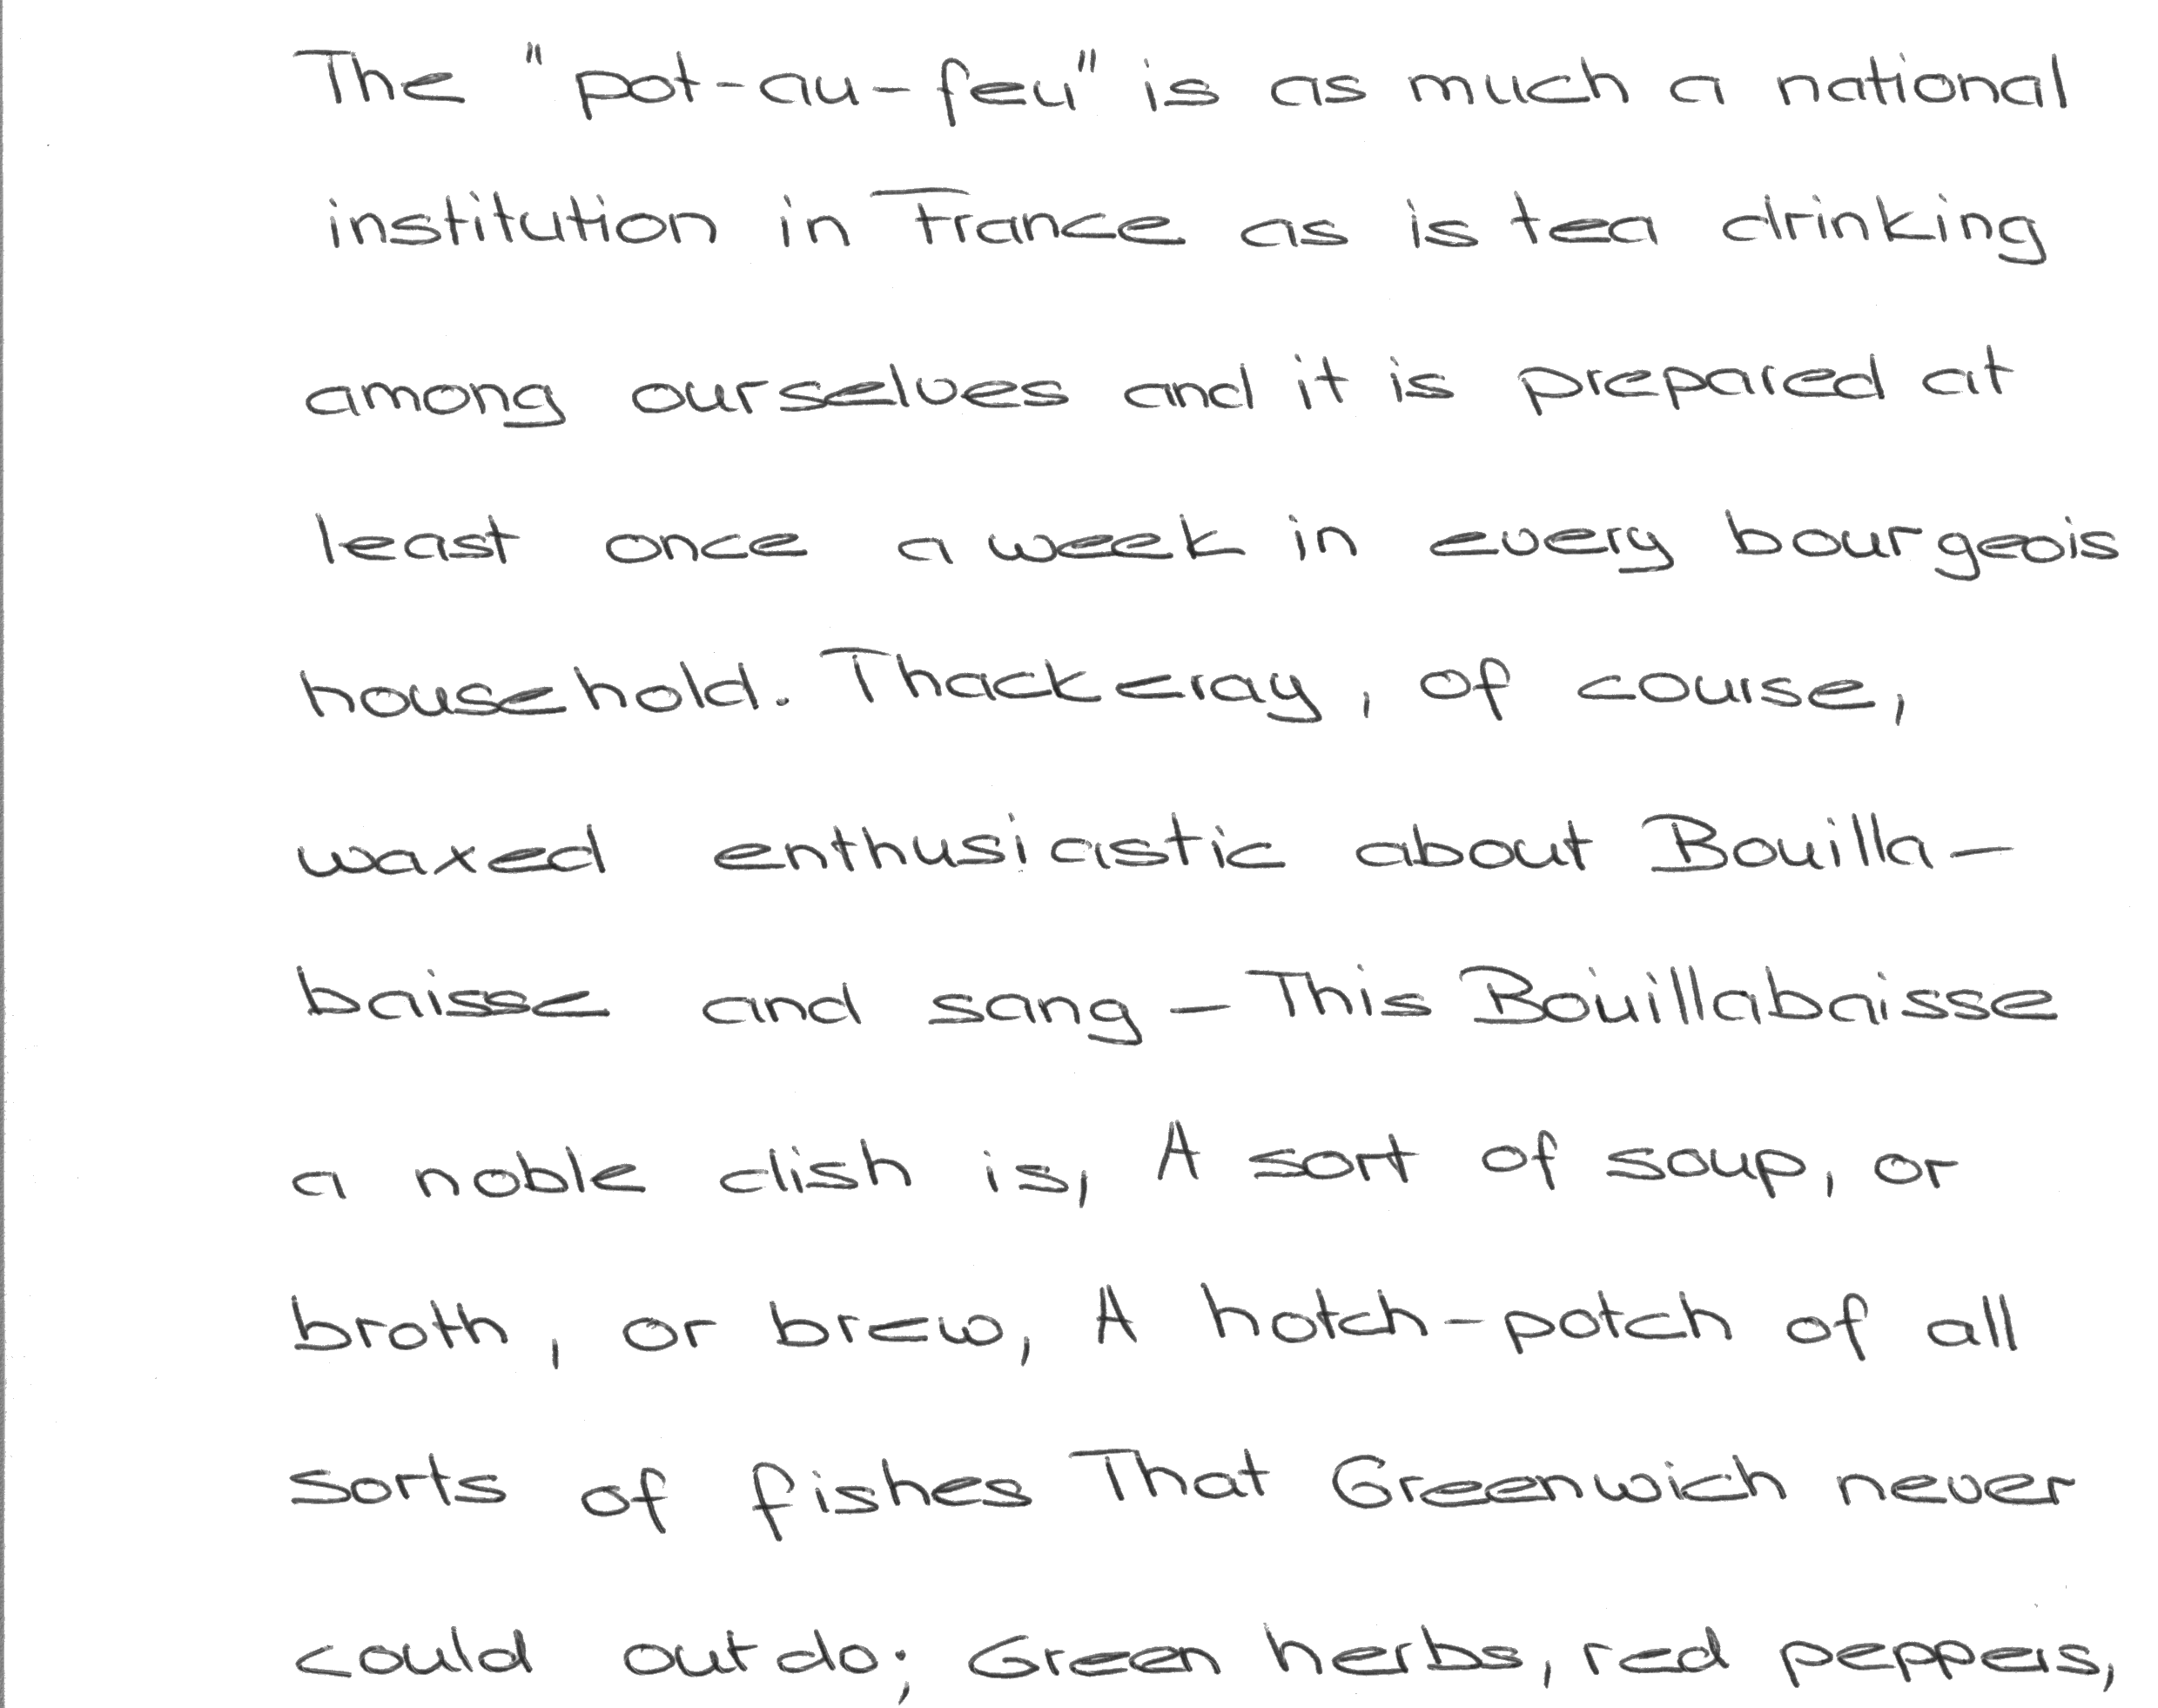 The "pot-au-feu" is as much a national
institution in France as is tea drinking
among ourselves and it is prepared at
least once a week in every bourgeois
household. Thackeray, of course,
waxed enthusiastic about Bouilla-
baisse and sang - This Bouillabaisse
a noble dish is, A sort of soup, or
broth, or brew, A hotch-potch of all
sorts of fishes That Greenwich never
could outdo; Green herbs, red peppers,